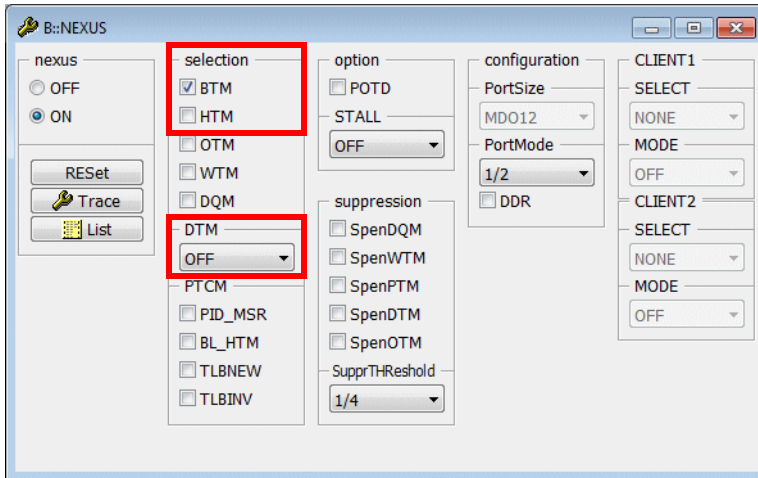 B::NEXUS
nexus
OFF
ON
RESet
Trace
List
selection
BTM
HTM
OTM
WTM
DQM
DTM
OFF
PTCM
PID_MSR
BL_HTM
TLBNEW
TLBINV
option
POTD
STALL
OFF
suppression
SpenDQM
SpenWTM
SpenPTM
SpenDTM
SpenOTM
SupprTHReshold
1/4
configuration
PortSize
MDO12
PortMode
1/2
DDR
CLIENT1
SELECT
NONE
MODE
OFF
CLIENT2
SELECT
NONE
MODE
OFF